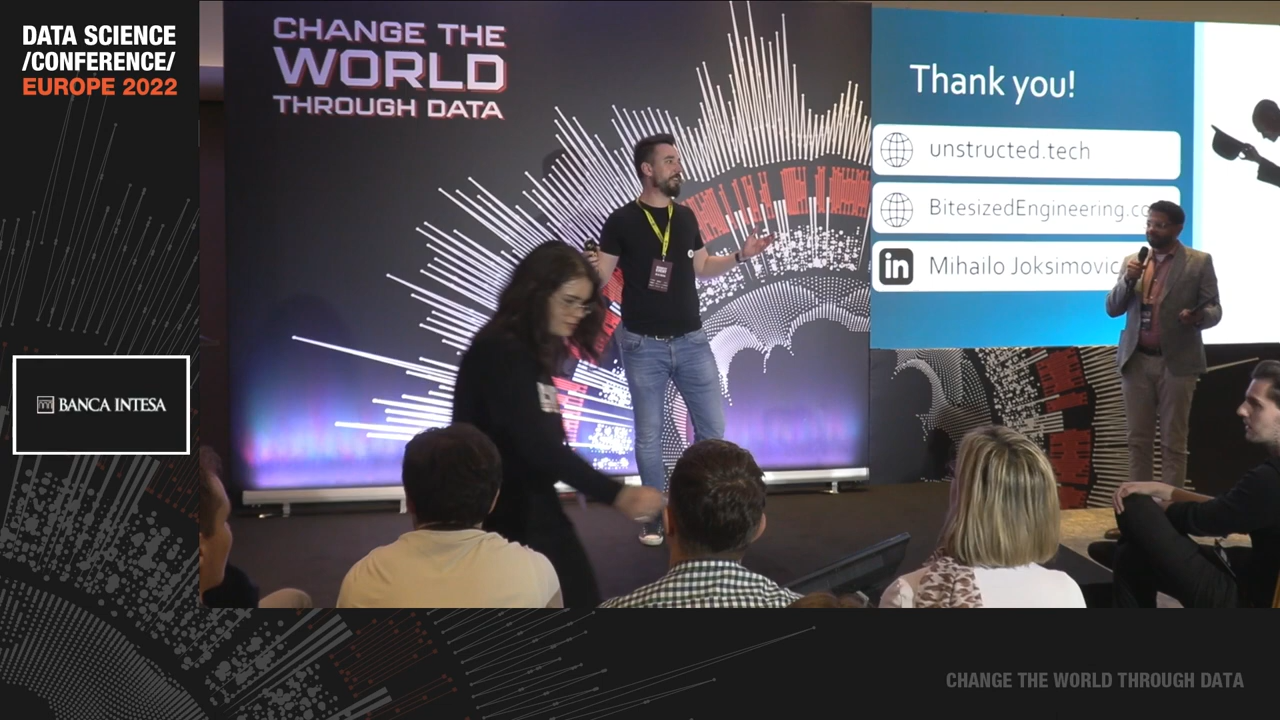 DATA SCIENCE
/CONFERENCE/
EUROPE 2022
BANCA INTESA
CHANGE THE
WORLD
THROUGH DATA
Thank you!
unstructed.tech
BitesizedEngineering.co
in
Mihailo Joksimovic
CHANGE THE WORLD THROUGH DATA